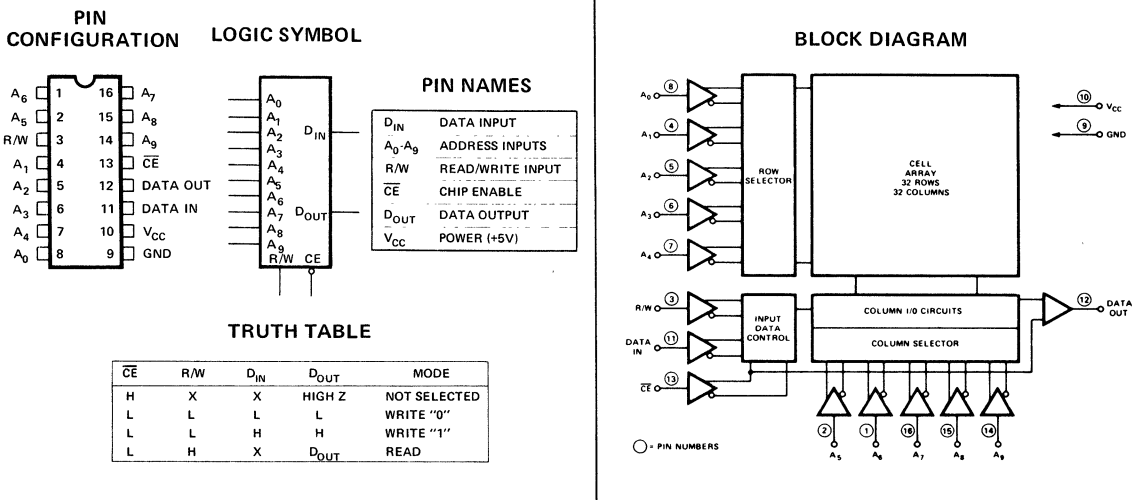 PIN
CONFIGURATION
A6 1 16 A7
A5 2 15 A8
R/W 3 14 A9
A1 4 13 C̅E̅
A2 5 12 DATA OUT
A3 6 11 DATA IN
A4 7 10 VCC
A0 8 9 GND
LOGIC SYMBOL
A0
A1
A2
A3
A4
A5
A6
A7
A8
A9
DIN
DOUT
R/W CE
PIN NAMES
DIN DATA INPUT
A0-A9 ADDRESS INPUTS
R/W READ/WRITE INPUT
C̅E̅ CHIP ENABLE
DOUT DATA OUTPUT
VCC POWER (+5V)
TRUTH TABLE
C̅E̅ R/W DIN DOUT MODE
H X X HIGH Z NOT SELECTED
L L L L WRITE "0"
L L H H WRITE "1"
L H X DOUT READ
BLOCK DIAGRAM
A0 8
A1 4
A2 5
A3 6
A4 7
ROW
SELECTOR
CELL
ARRAY
32 ROWS
32 COLUMNS
10 VCC
9 GND
R/W 3
DATA
IN 11
C̅E̅ 13
INPUT
DATA
CONTROL
COLUMN I/O CIRCUITS
COLUMN SELECTOR
12 DATA
OUT
2 1 16 15 14
A5 A6 A7 A8 A9
= PIN NUMBERS